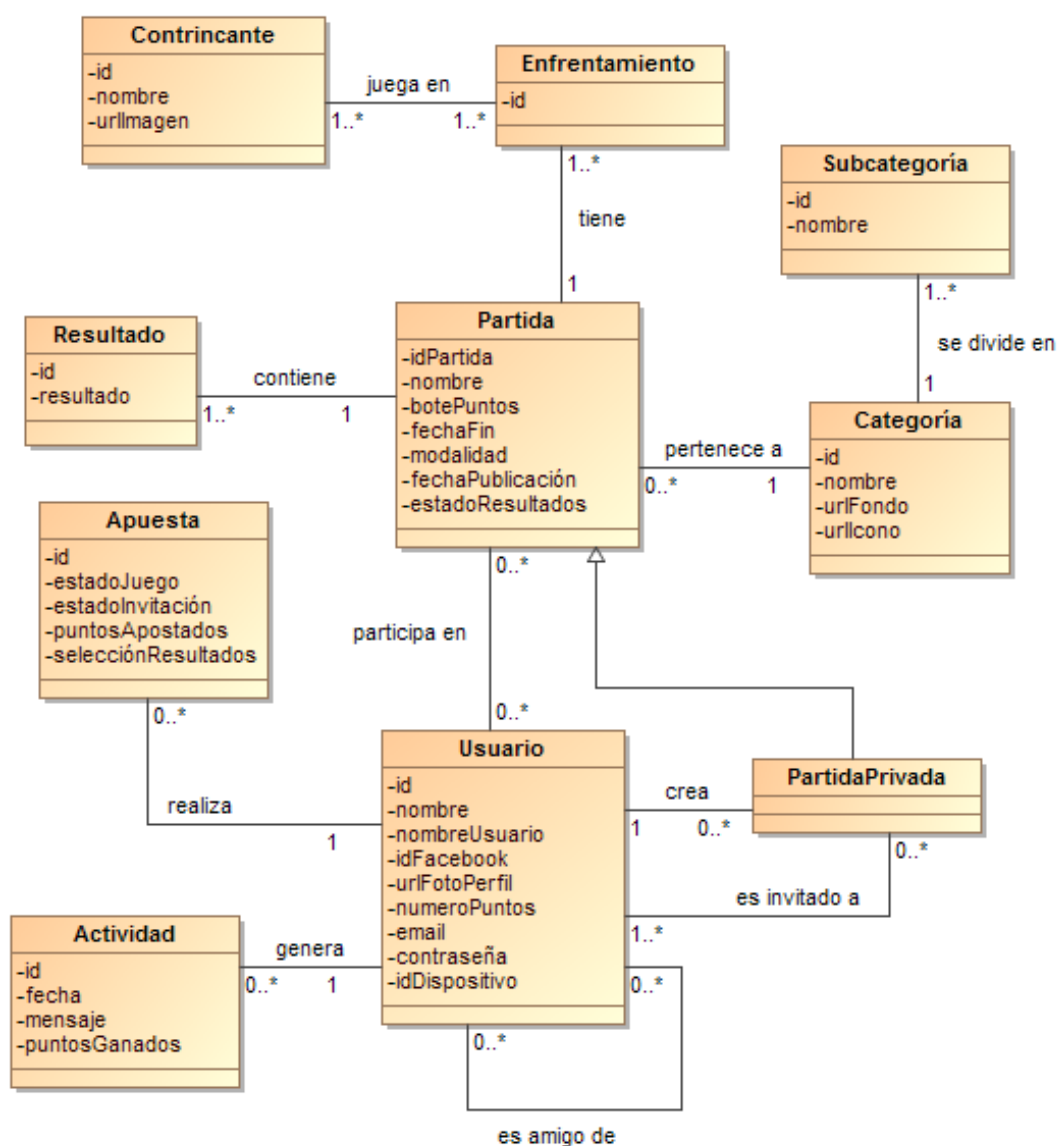 Contrincante
-id
-nombre
-urlImagen
juega en
1..*
1..*
Enfrentamiento
-id
1..*
tiene
1
Subcategoría
-id
-nombre
1..*
se divide en
1
Resultado
-id
-resultado
contiene
1..*
1
Partida
-idPartida
-nombre
-botePuntos
-fechaFin
-modalidad
-fechaPublicación
-estadoResultados
pertenece a
0..*
1
Categoría
-id
-nombre
-urlFondo
-urlIcono
Apuesta
-id
-estadoJuego
-estadoInvitación
-puntosApostados
-selecciónResultados
0..*
realiza
1
0..*
participa en
0..*
Usuario
-id
-nombre
-nombreUsuario
-idFacebook
-urlFotoPerfil
-numeroPuntos
-email
-contraseña
-idDispositivo
crea
1
0..*
PartidaPrivada
0..*
es invitado a
1..*
Actividad
-id
-fecha
-mensaje
-puntosGanados
genera
0..*
1
0..*
0..*
es amigo de